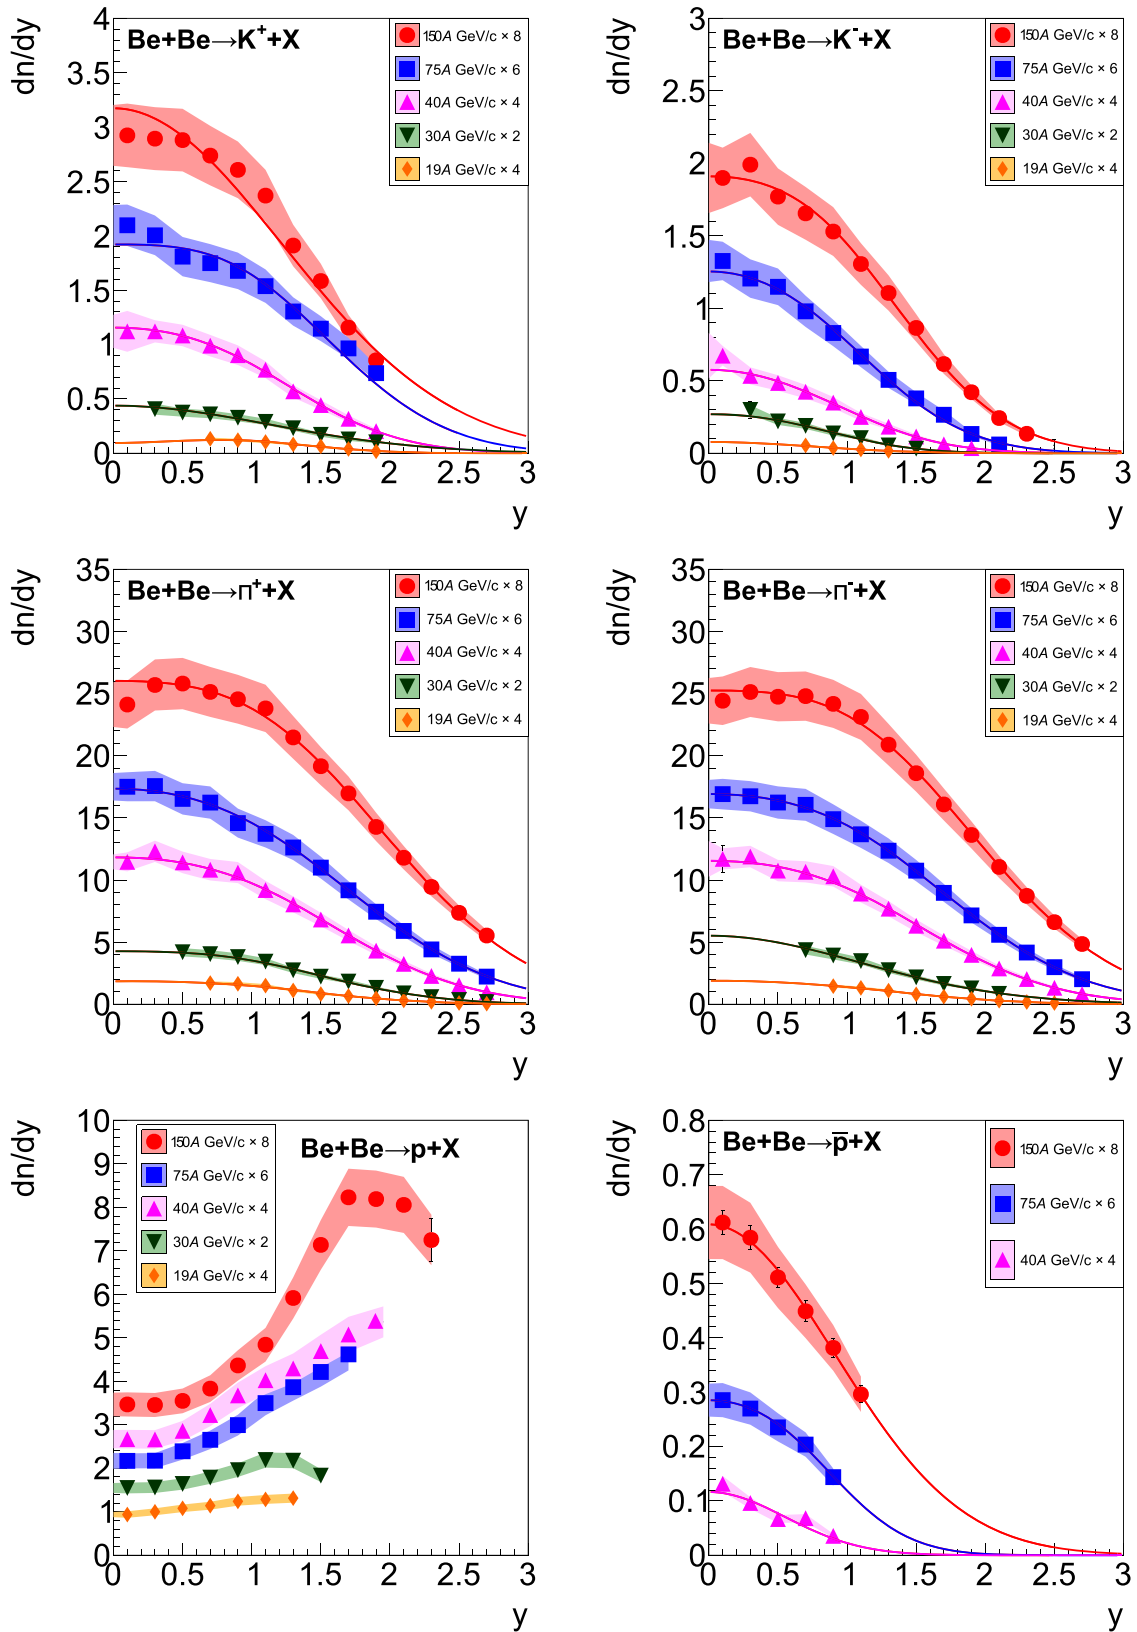 dn/dy
Be+Be→K⁺+X
150A GeV/c × 8
75A GeV/c × 6
40A GeV/c × 4
30A GeV/c × 2
19A GeV/c × 4
4
3.5
3
2.5
2
1.5
1
0.5
0
0 0.5 1 1.5 2 2.5 3
y
dn/dy
Be+Be→K⁻+X
150A GeV/c × 8
75A GeV/c × 6
40A GeV/c × 4
30A GeV/c × 2
19A GeV/c × 4
3
2.5
2
1.5
1
0.5
0
0 0.5 1 1.5 2 2.5 3
y
dn/dy
Be+Be→π⁺+X
150A GeV/c × 8
75A GeV/c × 6
40A GeV/c × 4
30A GeV/c × 2
19A GeV/c × 4
35
30
25
20
15
10
5
0
0 0.5 1 1.5 2 2.5 3
y
dn/dy
Be+Be→π⁻+X
150A GeV/c × 8
75A GeV/c × 6
40A GeV/c × 4
30A GeV/c × 2
19A GeV/c × 4
35
30
25
20
15
10
5
0
0 0.5 1 1.5 2 2.5 3
y
dn/dy
150A GeV/c × 8
75A GeV/c × 6
40A GeV/c × 4
30A GeV/c × 2
19A GeV/c × 4
Be+Be→p+X
10
9
8
7
6
5
4
3
2
1
0
0 0.5 1 1.5 2 2.5 3
y
dn/dy
Be+Be→p̅+X
150A GeV/c × 8
75A GeV/c × 6
40A GeV/c × 4
0.8
0.7
0.6
0.5
0.4
0.3
0.2
0.1
0
0 0.5 1 1.5 2 2.5 3
y